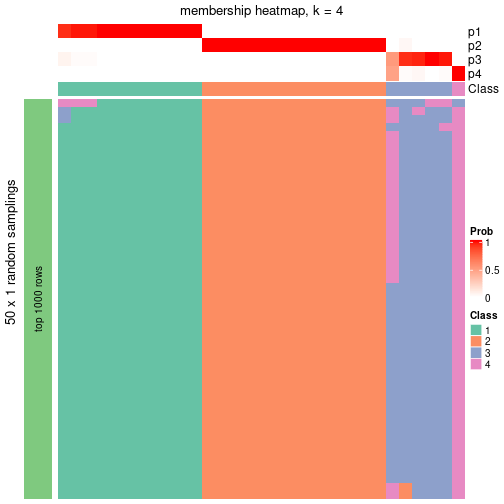 membership heatmap, k = 4
p1
p2
p3
p4
Class
50 x 1 random samplings
top 1000 rows
Prob
1
0.5
0
Class
1
2
3
4